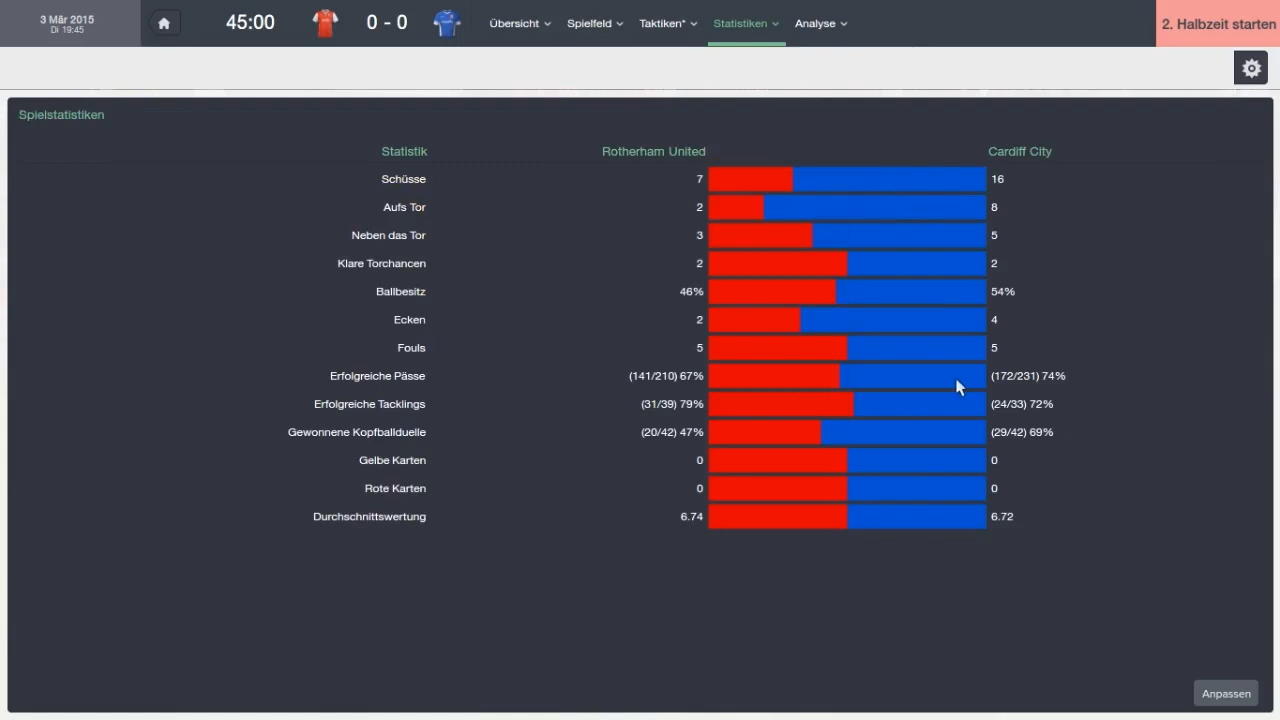 3 Mär 2015
Di 19:45
45:00
0 - 0
Übersicht
Spielfeld
Taktiken*
Statistiken
Analyse
2. Halbzeit starten
Spielstatistiken
Statistik Rotherham United Cardiff City
Schüsse 7 16
Aufs Tor 2 8
Neben das Tor 3 5
Klare Torchancen 2 2
Ballbesitz 46% 54%
Ecken 2 4
Fouls 5 5
Erfolgreiche Pässe (141/210) 67% (172/231) 74%
Erfolgreiche Tacklings (31/39) 79% (24/33) 72%
Gewonnene Kopfballduelle (20/42) 47% (29/42) 69%
Gelbe Karten 0 0
Rote Karten 0 0
Durchschnittswertung 6.74 6.72
Anpassen